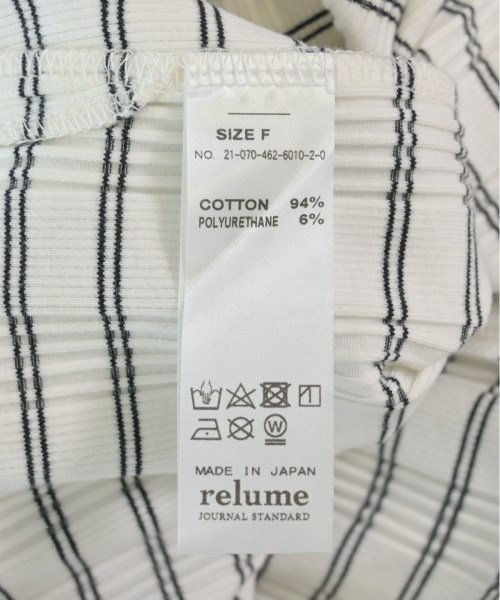 SIZE F
NO. 21-070-462-6010-2-0
COTTON 94%
POLYURETHANE 6%
W
MADE IN JAPAN
relume
JOURNAL STANDARD